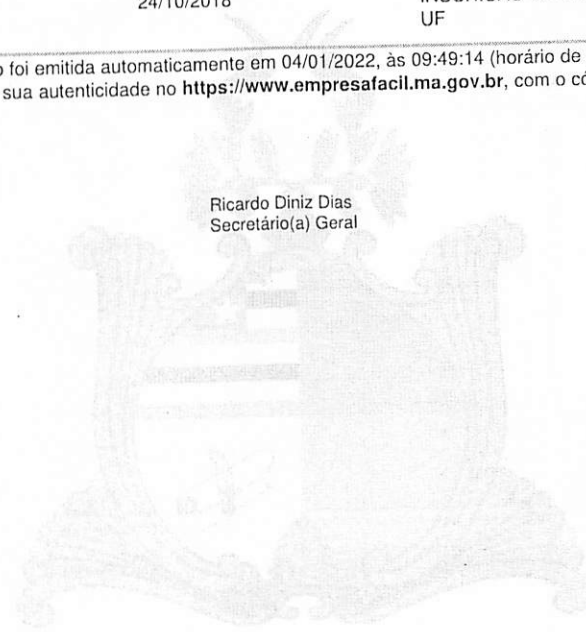 24/10/2018
UF
foi emitida automaticamente em 04/01/2022, às 09:49:14 (horário de
sua autenticidade no https://www.empresafacil.ma.gov.br, com o
Ricardo Diniz Dias
Secretário(a) Geral